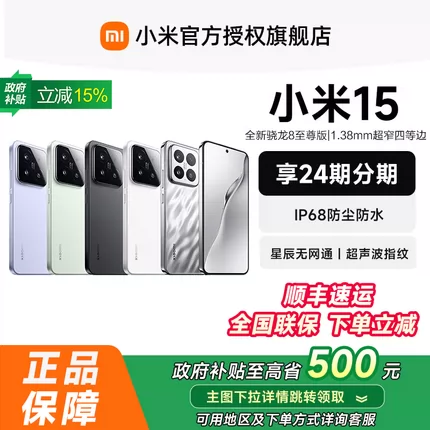 小米官方授权旗舰店
政府
补贴
立减15%
小米15
全新骁龙8至尊版|1.38mm超窄四等边
享24期分期
IP68防尘防水
星辰无网通|超声波指纹
顺丰速运
全国联保 下单立减
正品
保障
政府补贴至高省500元
主图下拉详情跳转领取
可用地区及下单方式详询客服